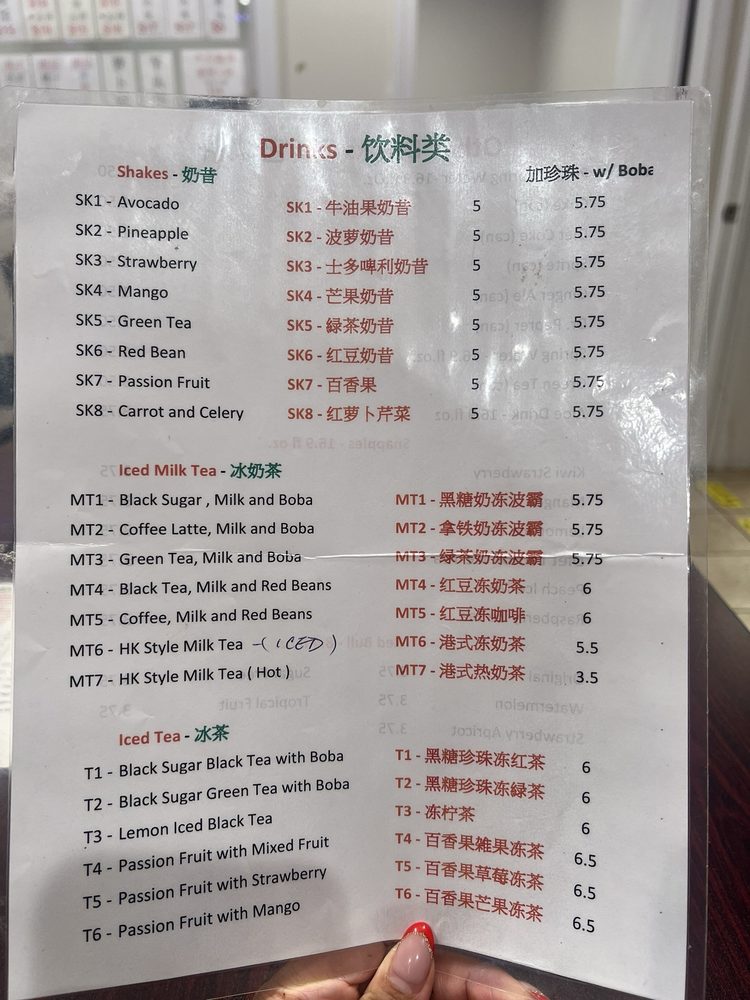 Drinks - 饮料类
Shakes - 奶昔 加珍珠 - w/ Boba
SK1 - Avocado SK1 - 牛油果奶昔 5 5.75
SK2 - Pineapple SK2 - 波萝奶昔 5 5.75
SK3 - Strawberry SK3 - 士多啤利奶昔 5 5.75
SK4 - Mango SK4 - 芒果奶昔 5 5.75
SK5 - Green Tea SK5 - 緑茶奶昔 5 5.75
SK6 - Red Bean SK6 - 红豆奶昔 5 5.75
SK7 - Passion Fruit SK7 - 百香果 5 5.75
SK8 - Carrot and Celery SK8 - 红萝卜芹菜 5 5.75
Iced Milk Tea - 冰奶茶
MT1 - Black Sugar , Milk and Boba MT1 - 黑糖奶冻波霸 5.75
MT2 - Coffee Latte, Milk and Boba MT2 - 拿铁奶冻波霸 5.75
MT3 - Green Tea, Milk and Boba MT3 - 绿茶奶冻波霸 5.75
MT4 - Black Tea, Milk and Red Beans MT4 - 红豆冻奶茶 6
MT5 - Coffee, Milk and Red Beans MT5 - 红豆冻咖啡 6
MT6 - HK Style Milk Tea - (ICED) MT6 - 港式冻奶茶 5.5
MT7 - HK Style Milk Tea ( Hot ) MT7 - 港式热奶茶 3.5
Iced Tea - 冰茶
T1 - Black Sugar Black Tea with Boba T1 - 黑糖珍珠冻红茶 6
T2 - Black Sugar Green Tea with Boba T2 - 黑糖珍珠冻緑茶 6
T3 - Lemon Iced Black Tea T3 - 冻柠茶 6
T4 - Passion Fruit with Mixed Fruit T4 - 百香果雑果冻茶 6.5
T5 - Passion Fruit with Strawberry T5 - 百香果草莓冻茶 6.5
T6 - Passion Fruit with Mango T6 - 百香果芒果冻茶 6.5